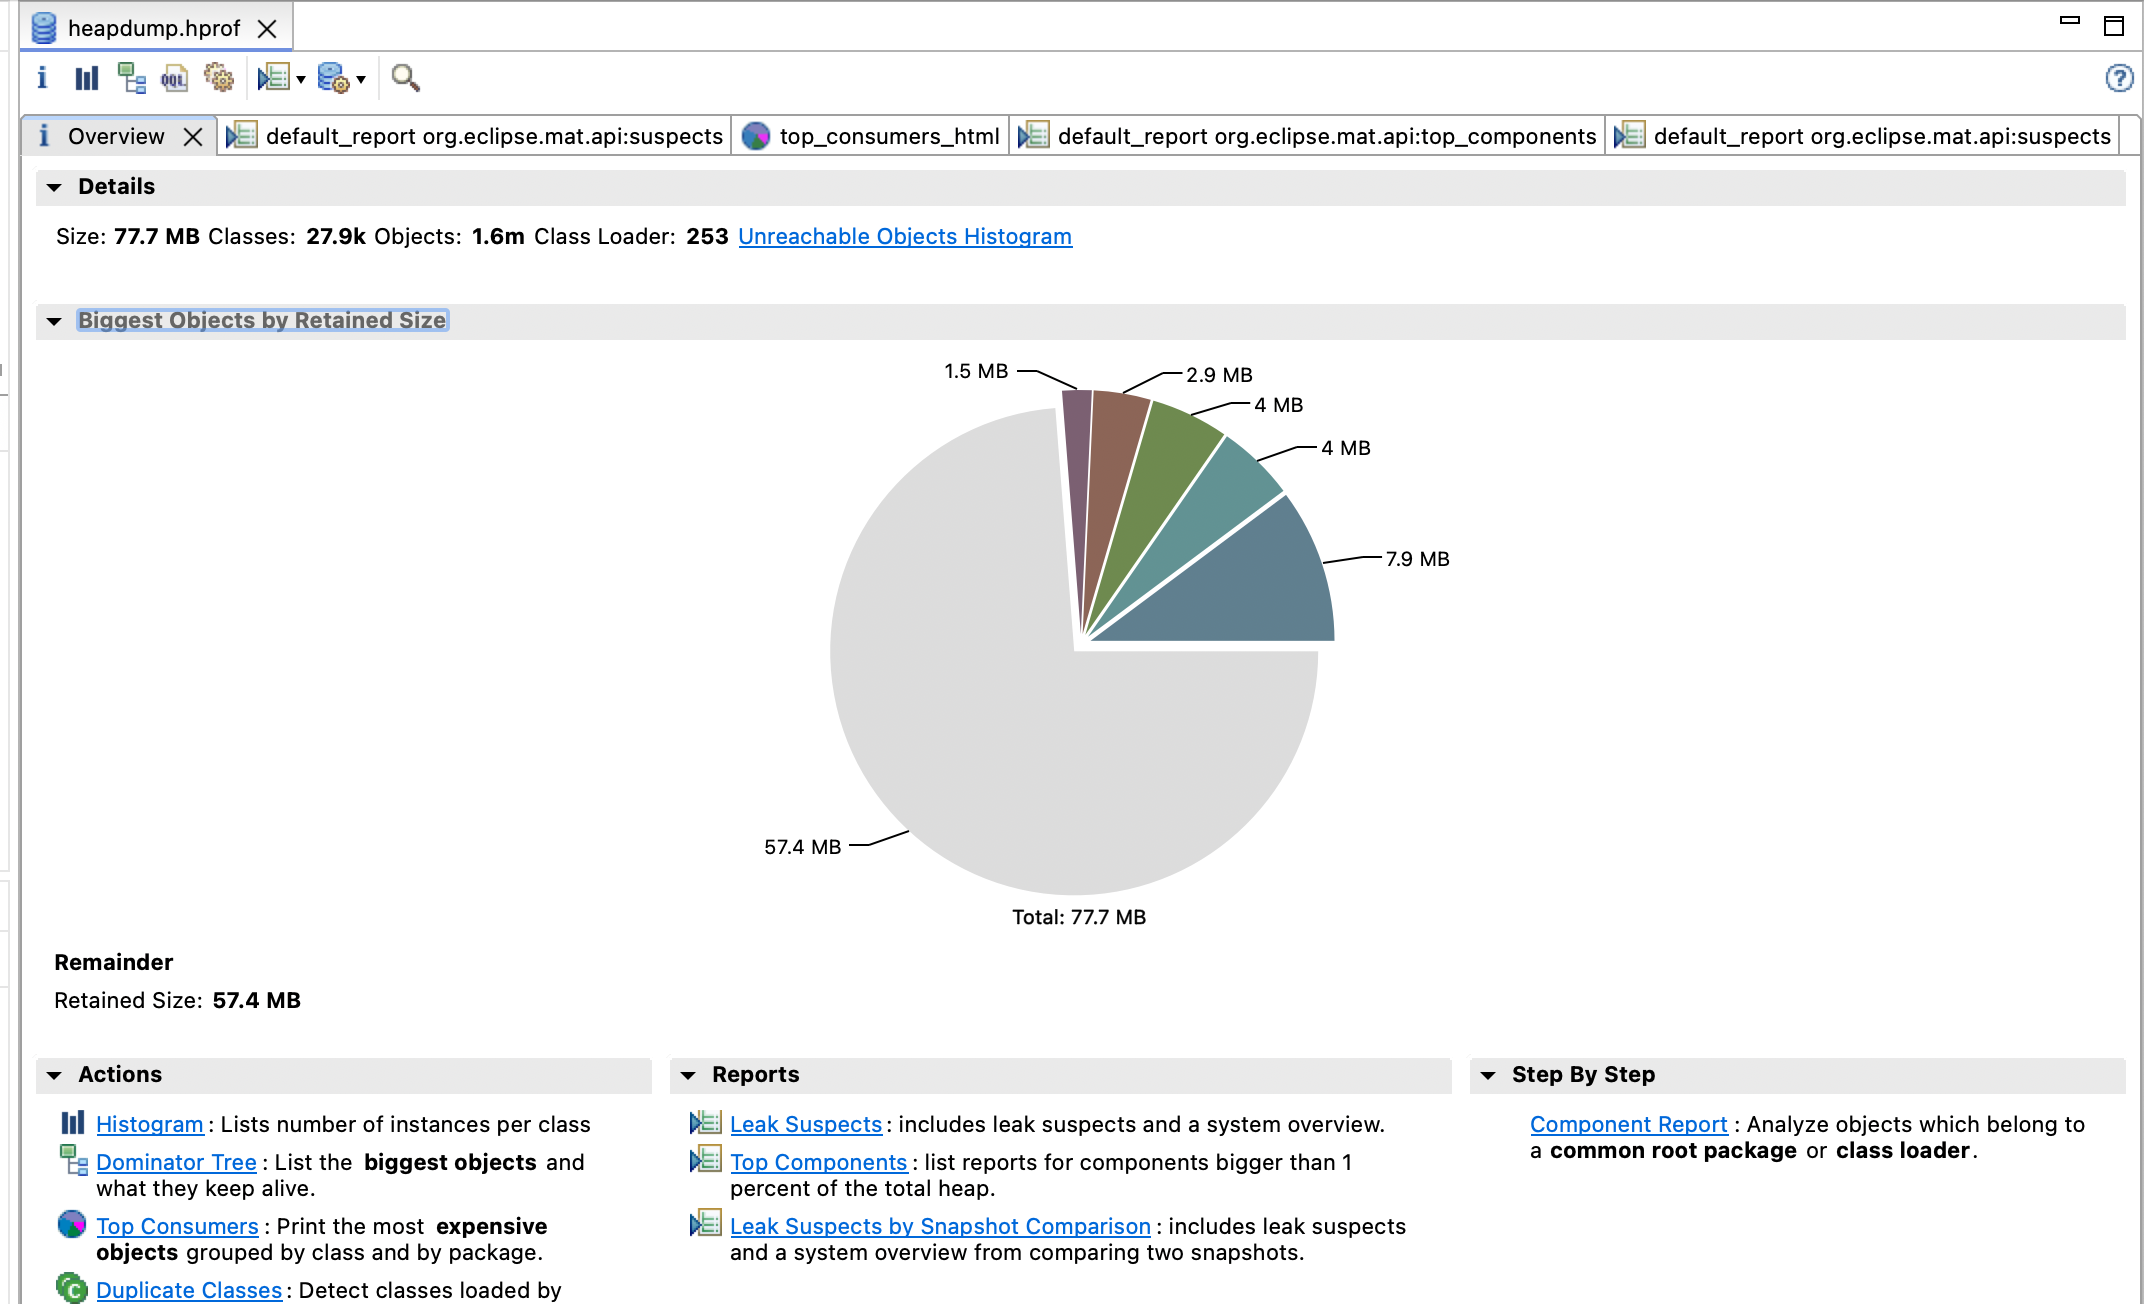 heapdump.hprof
OQL
Overview
default_report org.eclipse.mat.api:suspects
top_consumers_html
default_report org.eclipse.mat.api:top_components
default_report org.eclipse.mat.api:suspects
Details
Size: 77.7 MB Classes: 27.9k Objects: 1.6m Class Loader: 253 Unreachable Objects Histogram
Biggest Objects by Retained Size
1.5 MB
2.9 MB
4 MB
4 MB
7.9 MB
57.4 MB
Total: 77.7 MB
Remainder
Retained Size: 57.4 MB
Actions
Histogram: Lists number of instances per class
Dominator Tree: List the biggest objects and
what they keep alive.
Top Consumers: Print the most expensive
objects grouped by class and by package.
Duplicate Classes: Detect classes loaded by
Reports
Leak Suspects: includes leak suspects and a system overview.
Top Components: list reports for components bigger than 1
percent of the total heap.
Leak Suspects by Snapshot Comparison: includes leak suspects
and a system overview from comparing two snapshots.
Step By Step
Component Report: Analyze objects which belong to
a common root package or class loader.